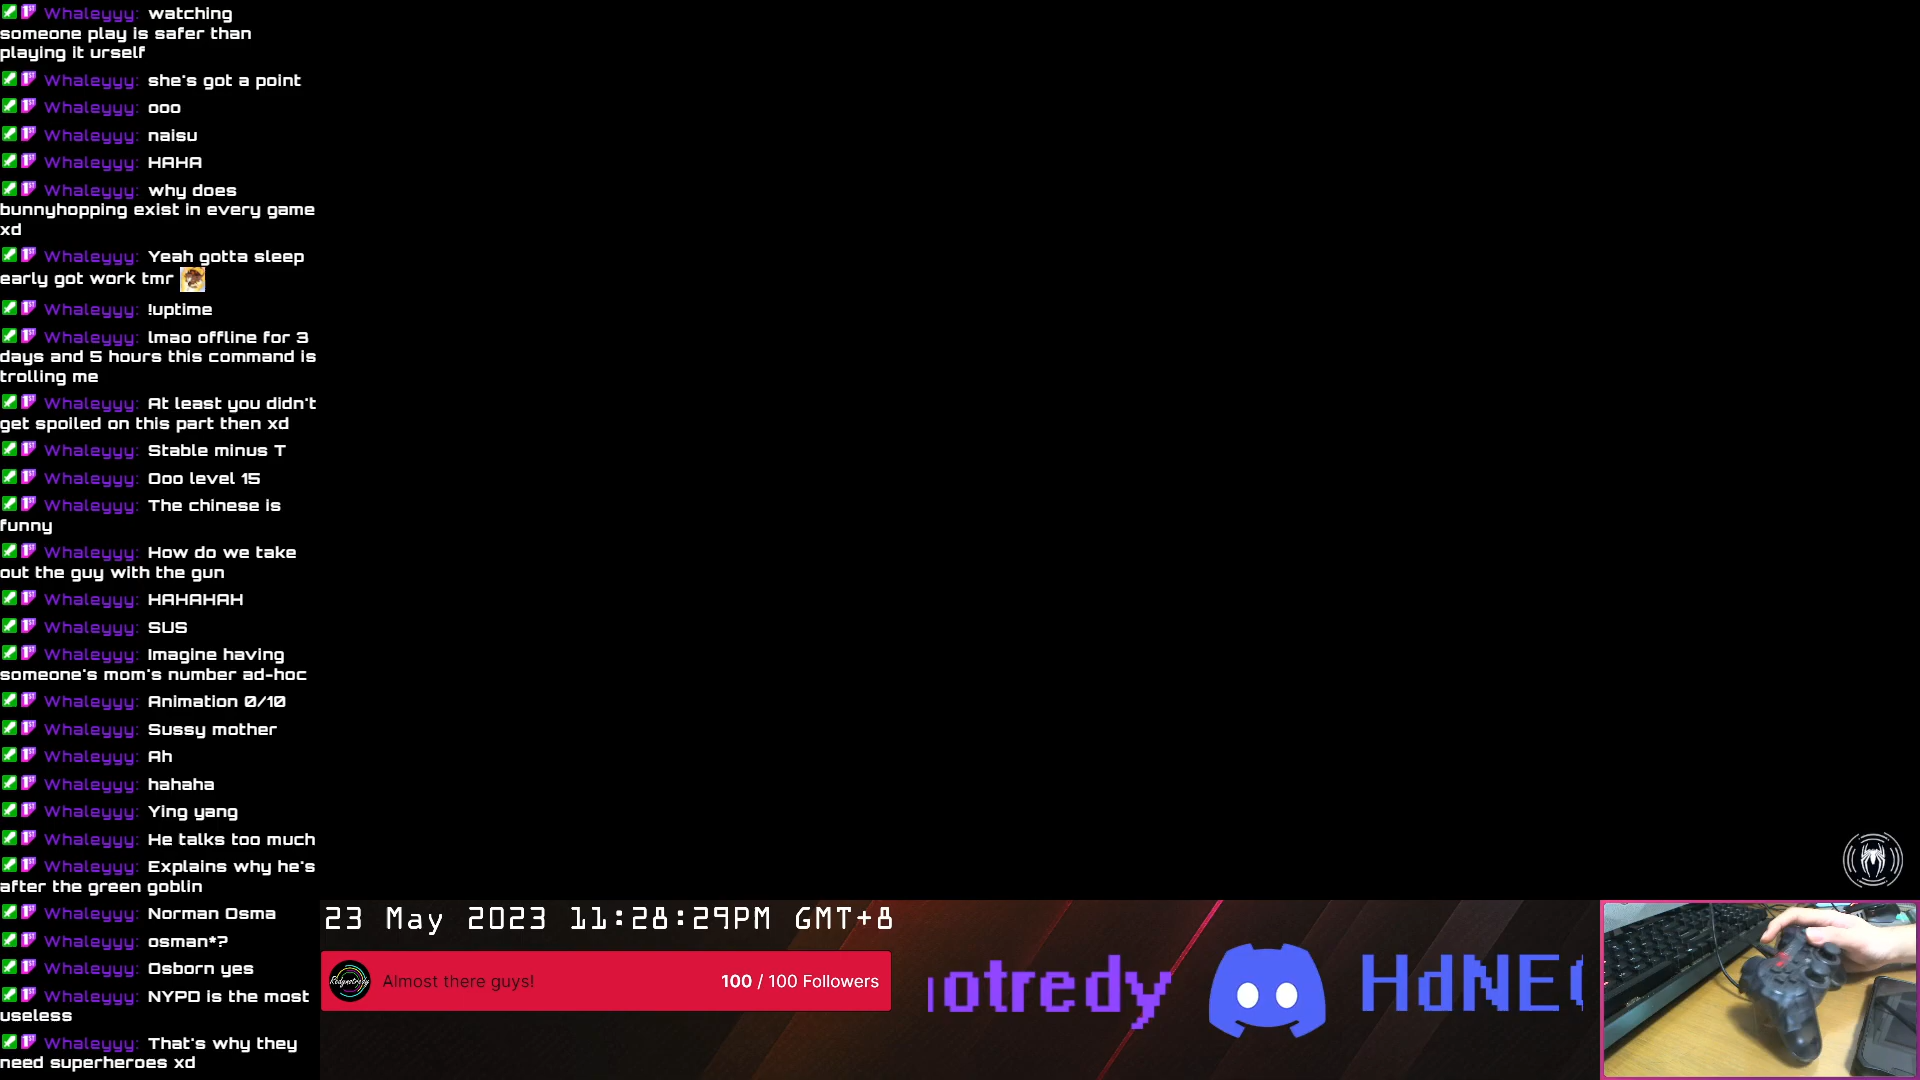 Whaleyyy: watching
someone play is safer than
playing it urself
Whaleyyy: she's got a point
Whaleyyy: ooo
Whaleyyy: naisu
Whaleyyy: HAHA
Whaleyyy: why does
bunnyhopping exist in every game
xd
Whaleyyy: Yeah gotta sleep
early got work tmr
Whaleyyy: !uptime
Whaleyyy: lmao offline for 3
days and 5 hours this command is
trolling me
Whaleyyy: At least you didn't
get spoiled on this part then xd
Whaleyyy: Stable minus T
Whaleyyy: Ooo level 15
Whaleyyy: The chinese is
funny
Whaleyyy: How do we take
out the guy with the gun
Whaleyyy: HAHAHAH
Whaleyyy: SUS
Whaleyyy: Imagine having
someone's mom's number ad-hoc
Whaleyyy: Animation 0/10
Whaleyyy: Sussy mother
Whaleyyy: Ah
Whaleyyy: hahaha
Whaleyyy: Ying yang
Whaleyyy: He talks too much
Whaleyyy: Explains why he's
after the green goblin
Whaleyyy: Norman Osma
Whaleyyy: osman*?
Whaleyyy: Osborn yes
Whaleyyy: NYPD is the most
useless
Whaleyyy: That's why they
need superheroes xd
23 May 2023 11:28:29PM GMT+8
Redynotredy Almost there guys! 100 / 100 Followers
otredy HdNE